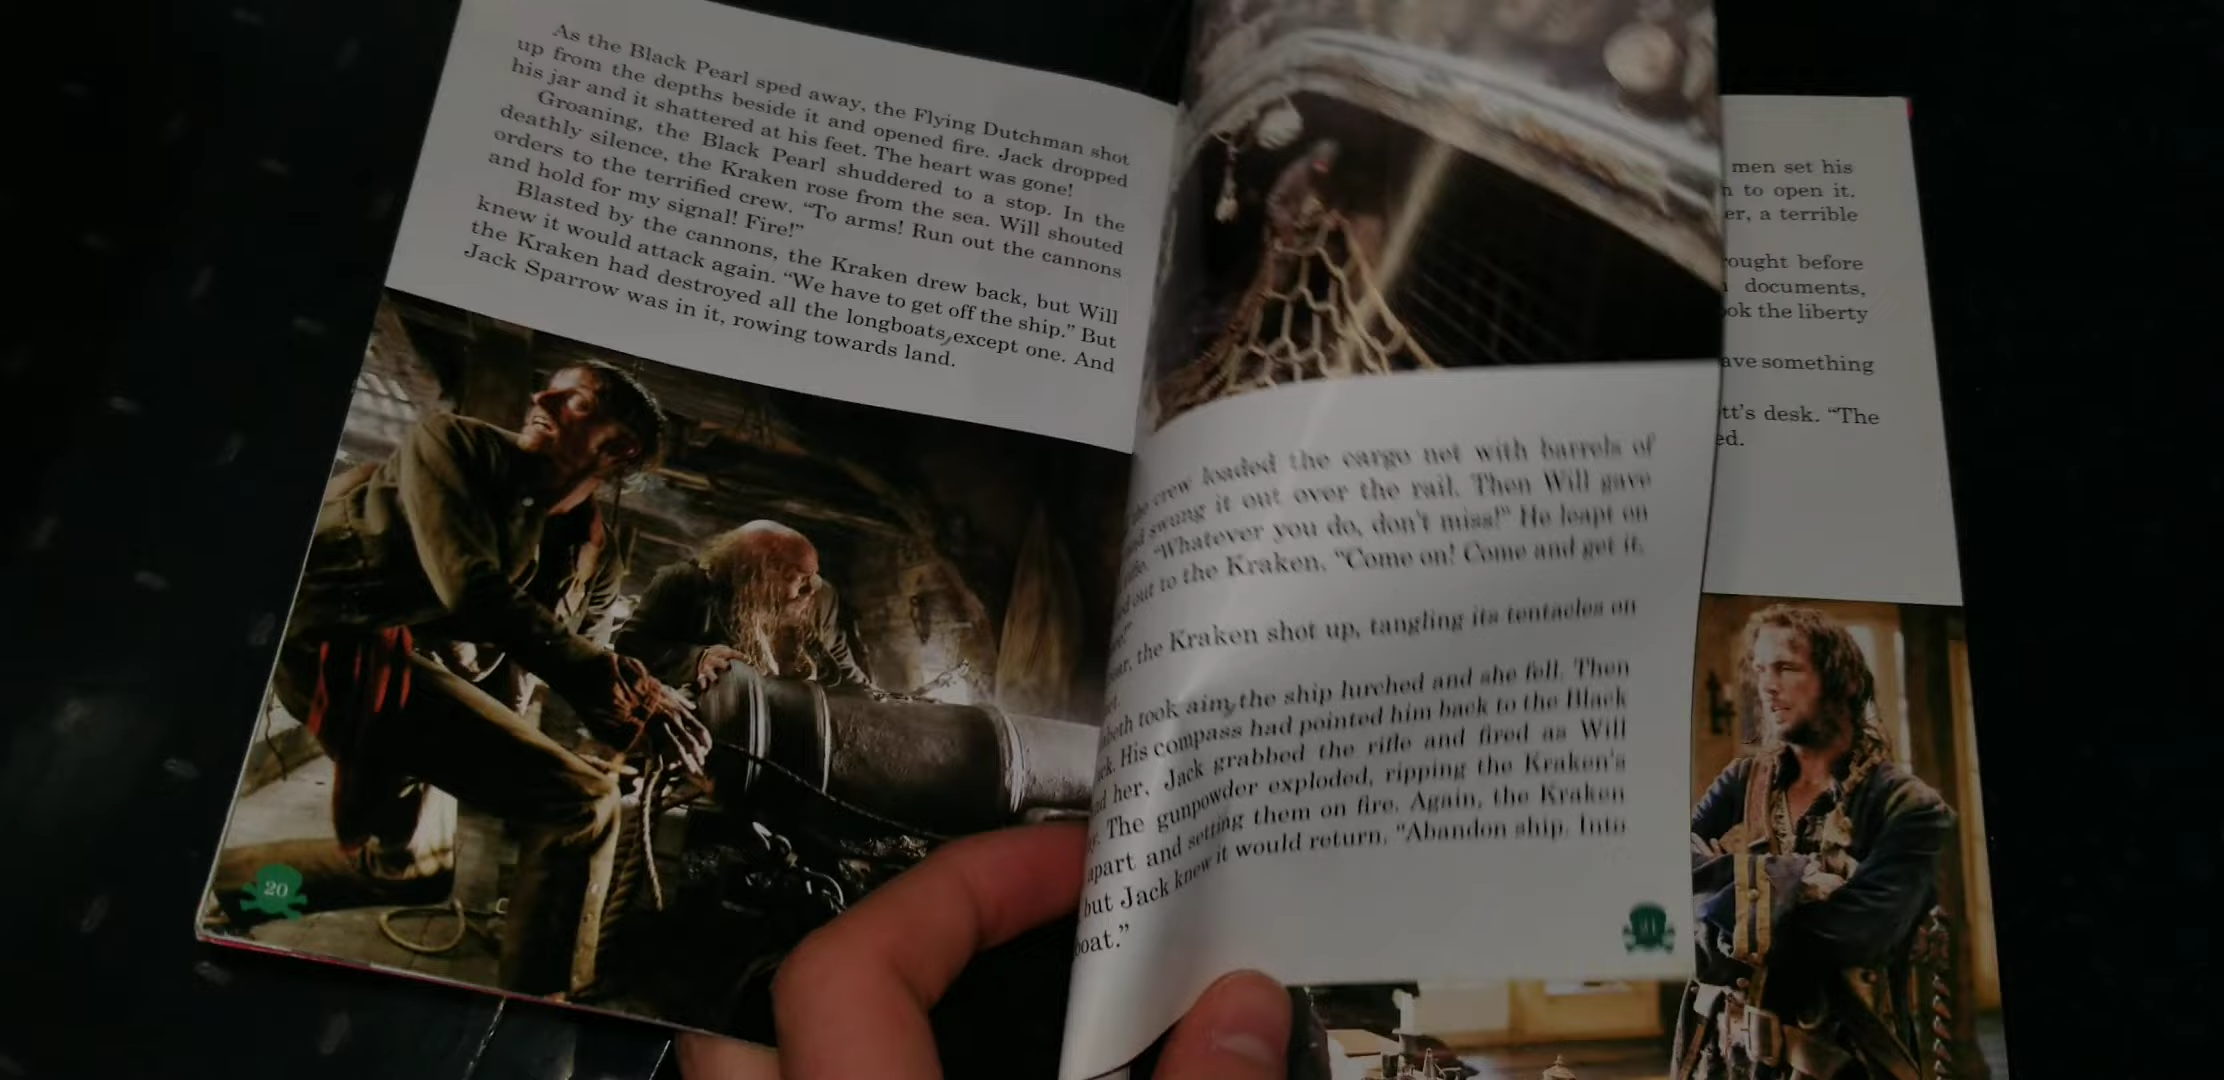 As the Black Pearl sped away, the Flying Dutchman shot
up from the depths beside it and opened fire. Jack dropped
his jar and it shattered at his feet. The heart was gone!
Groaning, the Black Pearl shuddered to a stop. In the
deathly silence, the Kraken rose from the sea. Will shouted
orders to the terrified crew. “To arms! Run out the cannons
and hold for my signal! Fire!”
Blasted by the cannons, the Kraken drew back, but Will
knew it would attack again. “We have to get off the ship.” But
the Kraken had destroyed all the longboats, except one. And
Jack Sparrow was in it, rowing towards land.
20
the crew loaded the cargo net with barrels of
swung it out over the rail. Then Will gave
“Whatever you do, don't miss!” He leapt on
out to the Kraken. “Come on! Come and get it,
the Kraken shot up, tangling its tentacles on
took aim, the ship lurched and she fell. Then
His compass had pointed him back to the Black
her, Jack grabbed the rifle and fired as Will
The gunpowder exploded, ripping the Kraken's
apart and setting them on fire. Again, the Kraken
but Jack knew it would return. “Abandon ship. Into
boat.”
21
men set his
to open it.
a terrible
before
documents,
the liberty
something
desk. “The